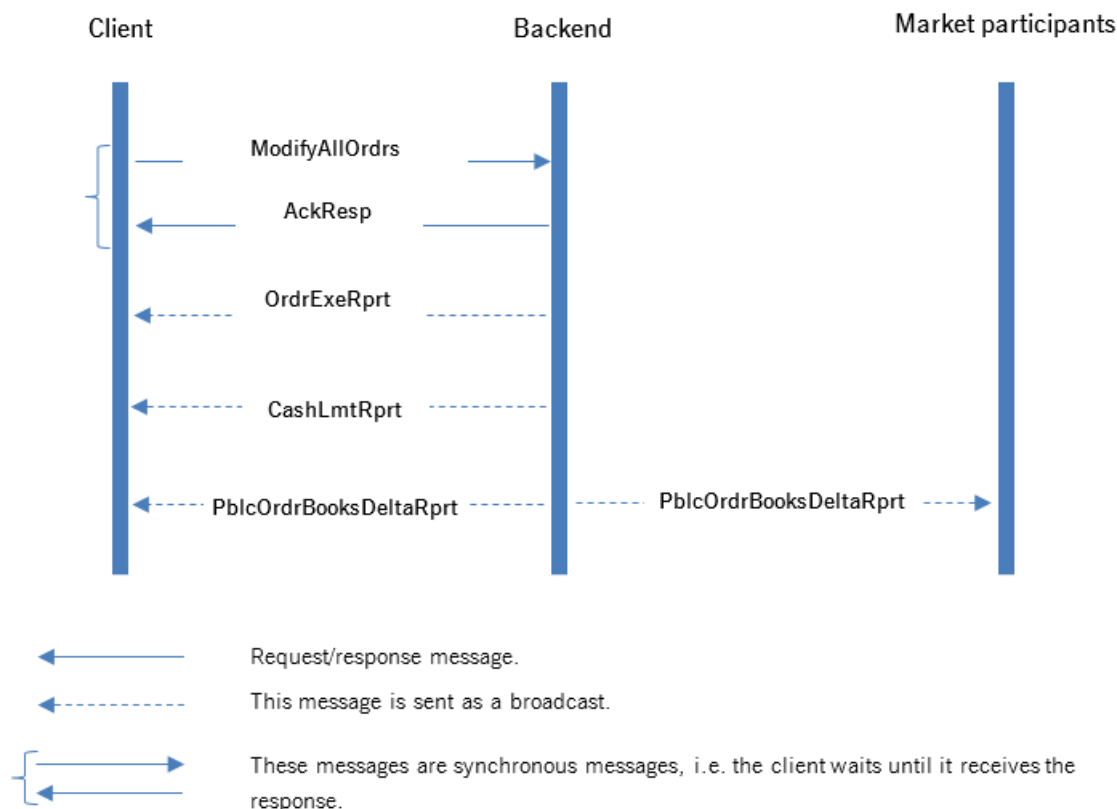 Client
Backend
Market participants
ModifyAllOrdrs
AckResp
OrdrExeRprt
CashLmtRprt
PblcOrdrBooksDeltaRprt
PblcOrdrBooksDeltaRprt
Request/response message.
This message is sent as a broadcast.
These messages are synchronous messages, i.e. the client waits until it receives the
response.